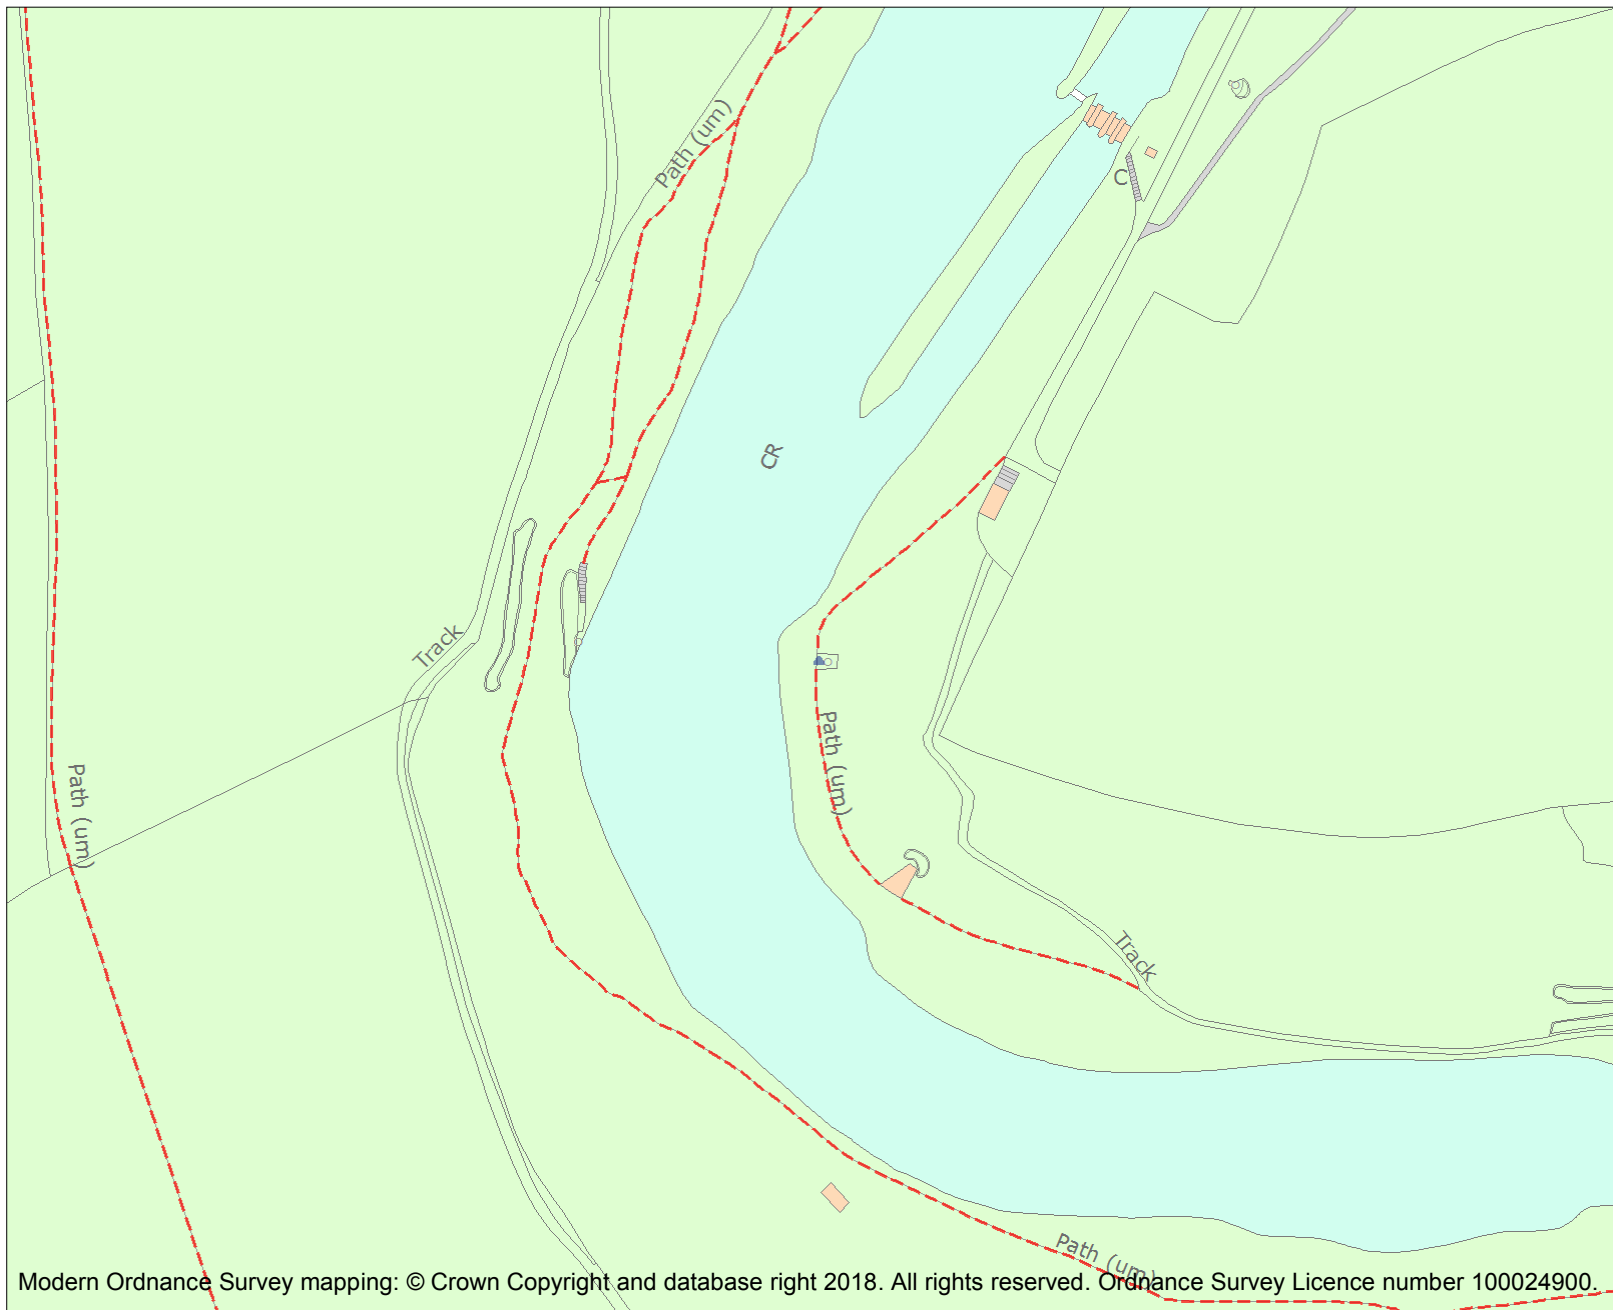 Path (um)
C
CR
Track
Path (um)
Path (um)
Track
Path (um)
Modern Ordnance Survey mapping: © Crown Copyright and database right 2018. All rights reserved. Ordnance Survey Licence number 100024900.